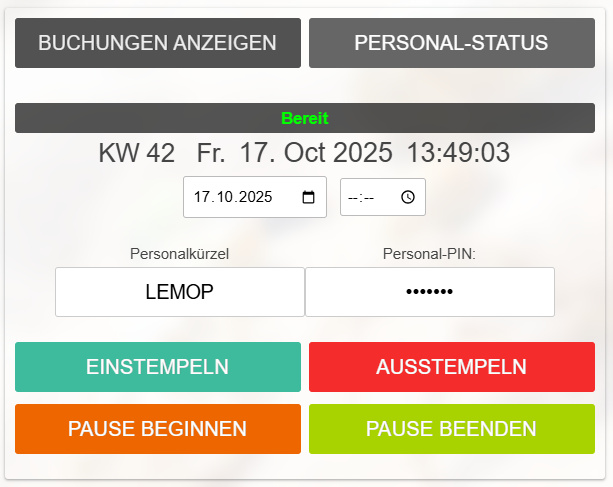 BUCHUNGEN ANZEIGEN PERSONAL-STATUS
Bereit
KW 42 Fr. 17. Oct 2025 13:49:03
17.10.2025 --:--
Personalkürzel Personal-PIN:
LEMOP •••••••
EINSTEMPELN AUSSTEMPELN
PAUSE BEGINNEN PAUSE BEENDEN